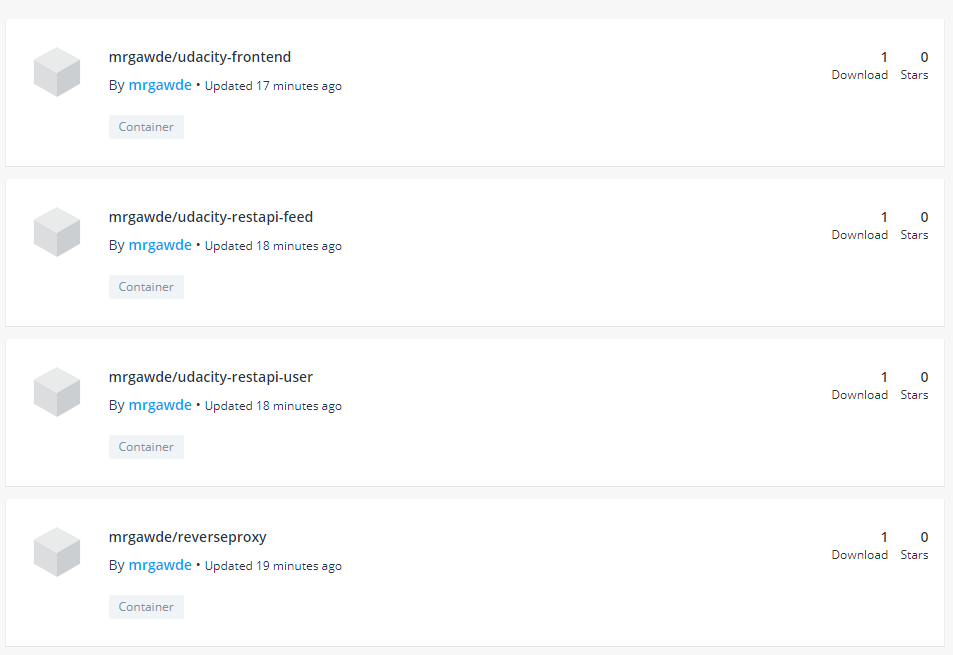 mrgawde/udacity-frontend 1 0
By mrgawde • Updated 17 minutes ago Download Stars
Container
mrgawde/udacity-restapi-feed 1 0
By mrgawde • Updated 18 minutes ago Download Stars
Container
mrgawde/udacity-restapi-user 1 0
By mrgawde • Updated 18 minutes ago Download Stars
Container
mrgawde/reverseproxy 1 0
By mrgawde • Updated 19 minutes ago Download Stars
Container